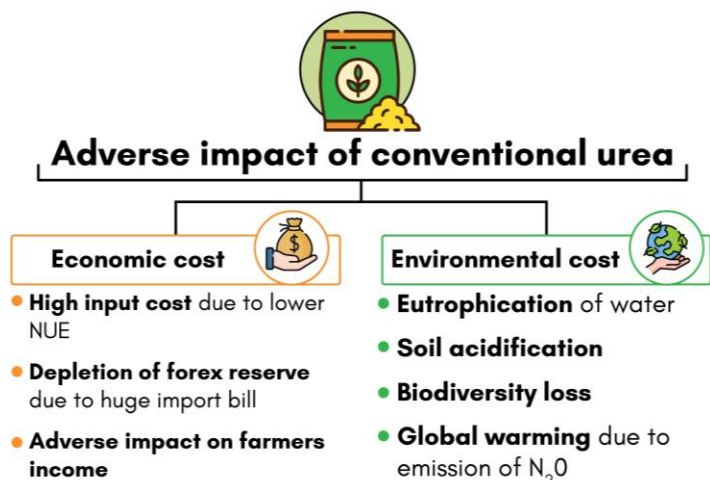 Adverse impact of conventional urea
Economic cost
High input cost due to lower
NUE
Depletion of forex reserve
due to huge import bill
Adverse impact on farmers
income
Environmental cost
Eutrophication of water
Soil acidification
Biodiversity loss
Global warming due to
emission of N₂0